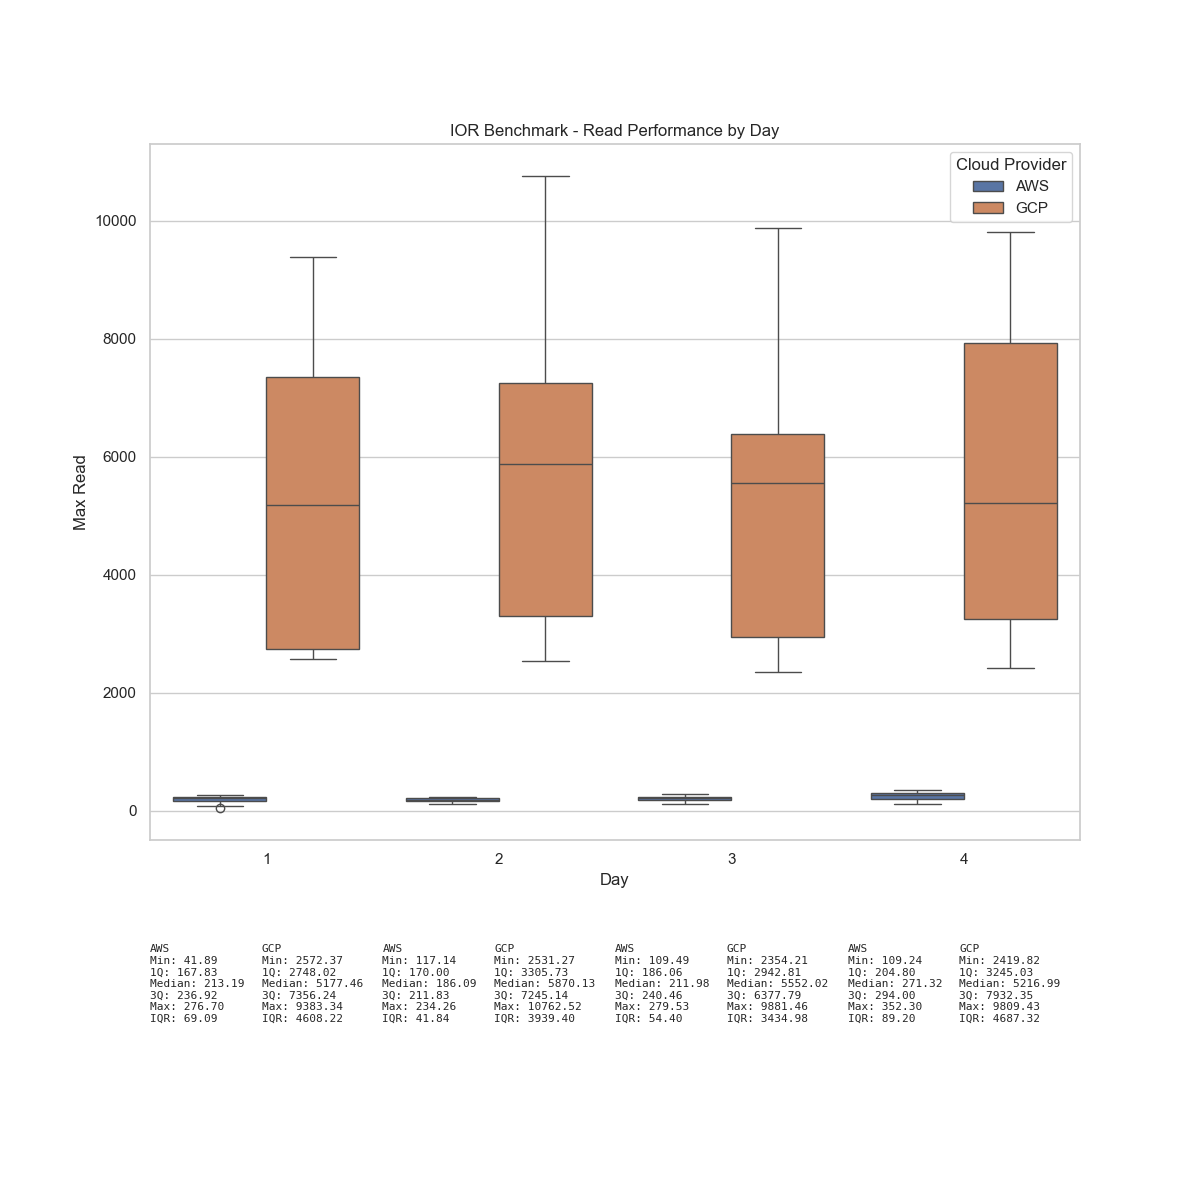 IOR Benchmark - Read Performance by Day
Cloud Provider
AWS
GCP
10000
8000
6000
4000
2000
0
Max Read
1 2 3 4
Day
AWS GCP AWS GCP AWS GCP AWS GCP
Min: 41.89 Min: 2572.37 Min: 117.14 Min: 2531.27 Min: 109.49 Min: 2354.21 Min: 109.24 Min: 2419.82
1Q: 167.83 1Q: 2748.02 1Q: 170.00 1Q: 3305.73 1Q: 186.06 1Q: 2942.81 1Q: 204.80 1Q: 3245.03
Median: 213.19 Median: 5177.46 Median: 186.09 Median: 5870.13 Median: 211.98 Median: 5552.02 Median: 271.32 Median: 5216.99
3Q: 236.92 3Q: 7356.24 3Q: 211.83 3Q: 7245.14 3Q: 240.46 3Q: 6377.79 3Q: 294.00 3Q: 7932.35
Max: 276.70 Max: 9383.34 Max: 234.26 Max: 10762.52 Max: 279.53 Max: 9881.46 Max: 352.30 Max: 9809.43
IQR: 69.09 IQR: 4608.22 IQR: 41.84 IQR: 3939.40 IQR: 54.40 IQR: 3434.98 IQR: 89.20 IQR: 4687.32